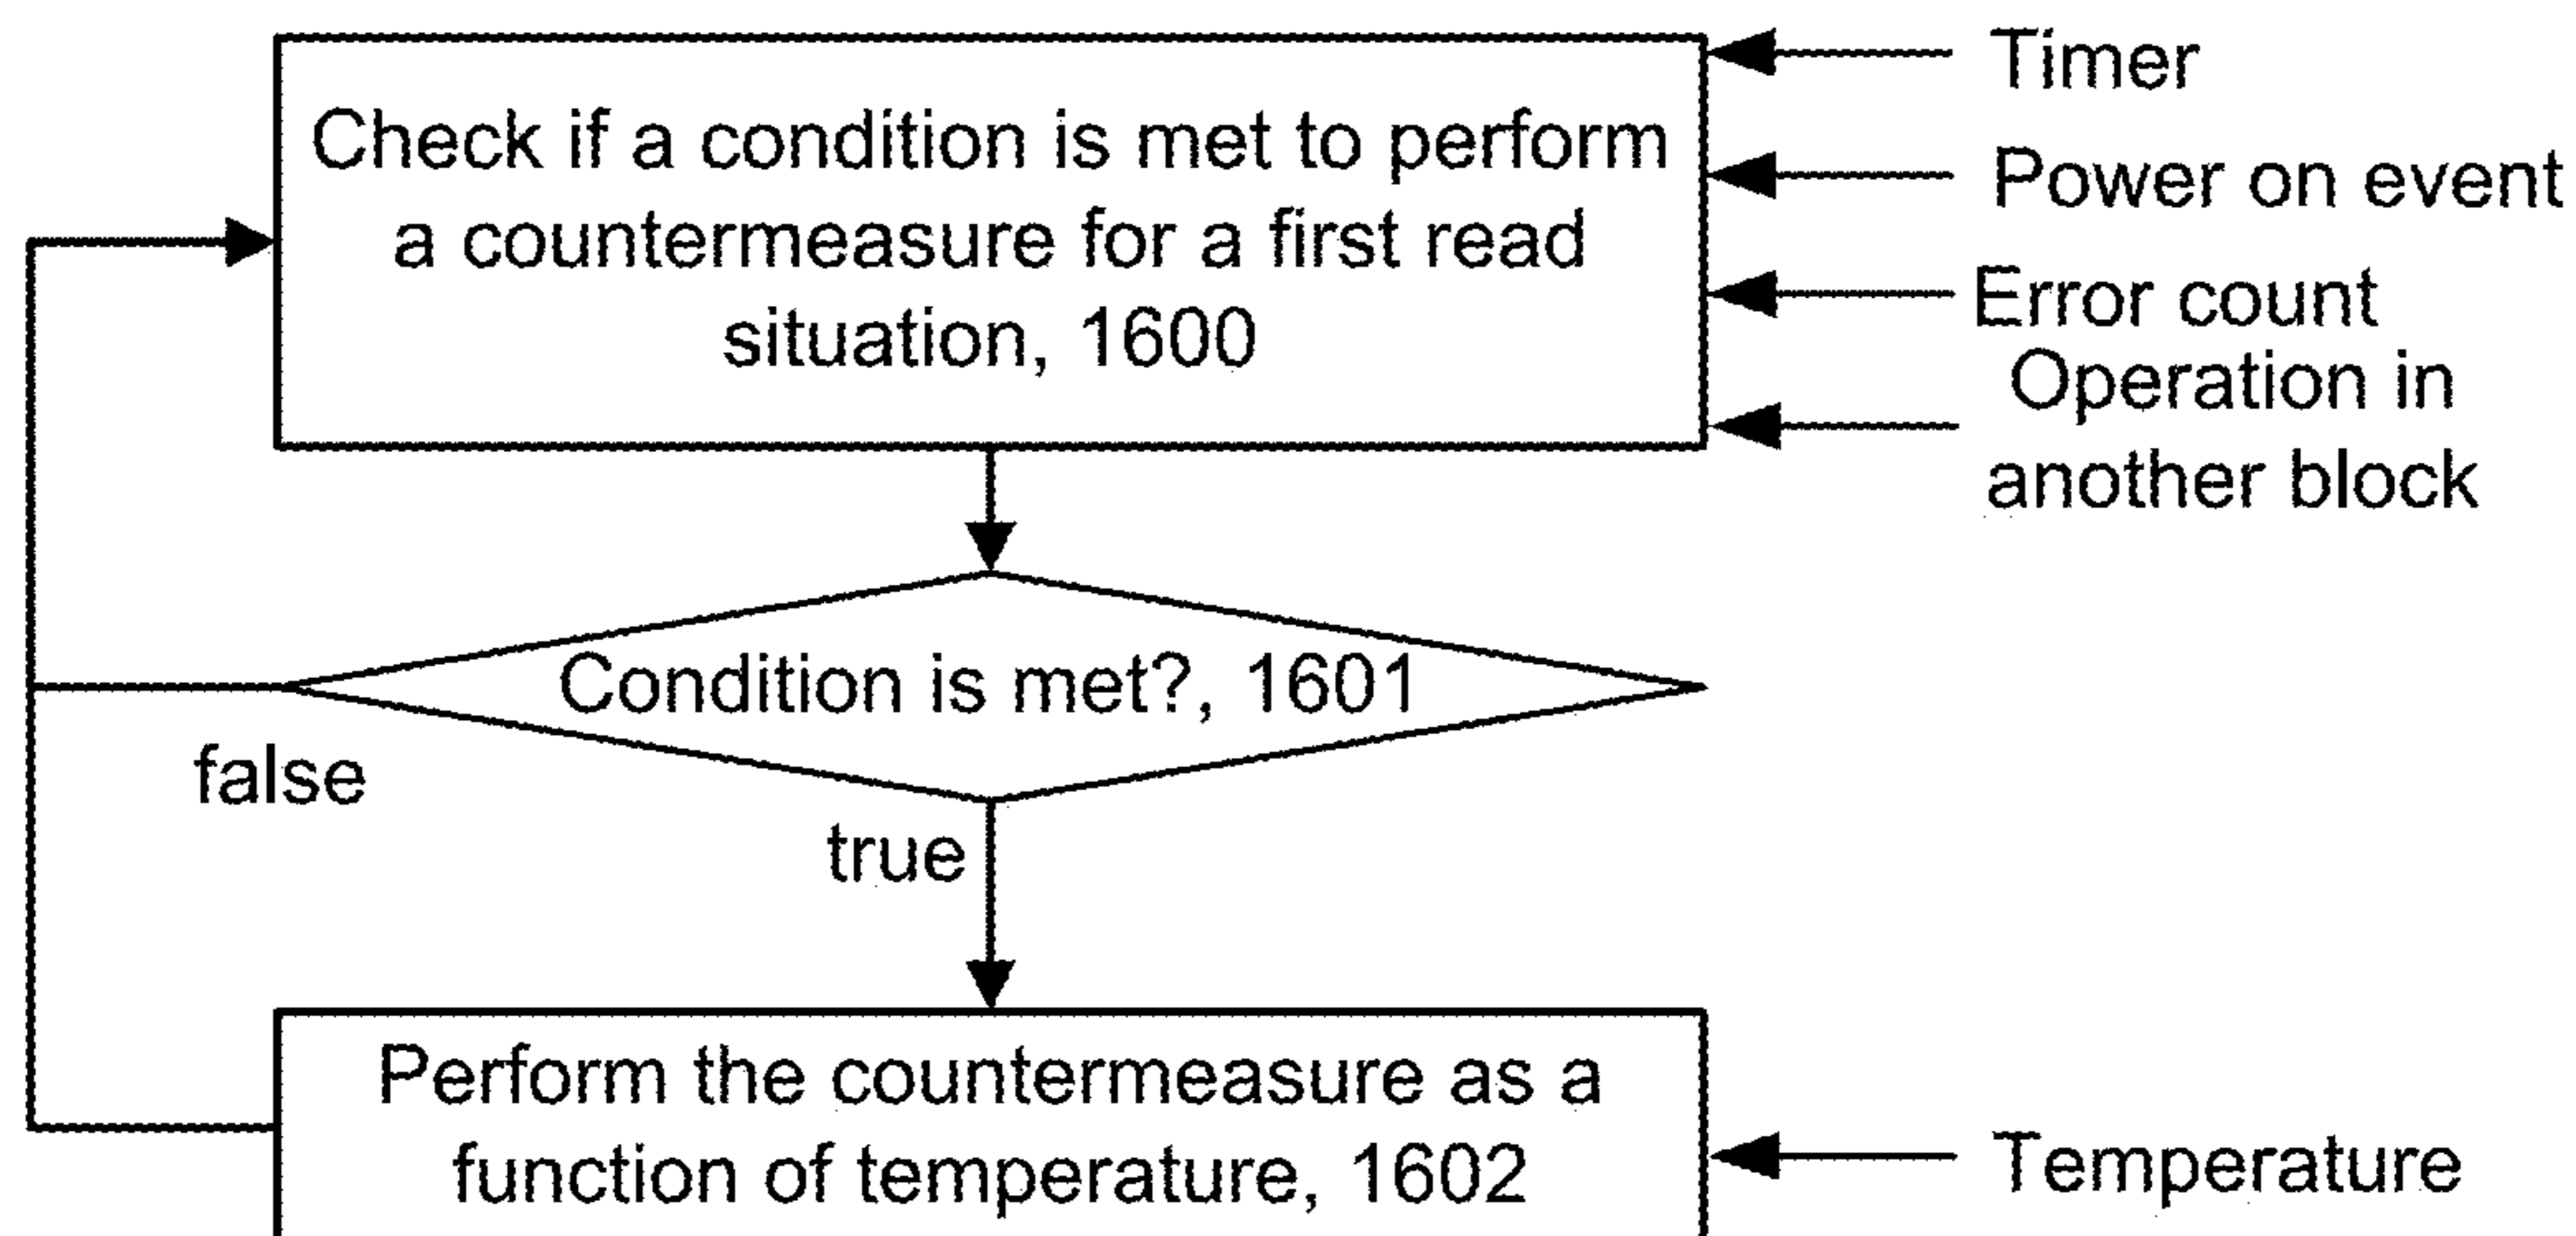 Check if a condition is met to perform
a countermeasure for a first read
situation, 1600
Timer
Power on event
Error count
Operation in
another block
Condition is met?, 1601
false
true
Perform the countermeasure as a
function of temperature, 1602
Temperature